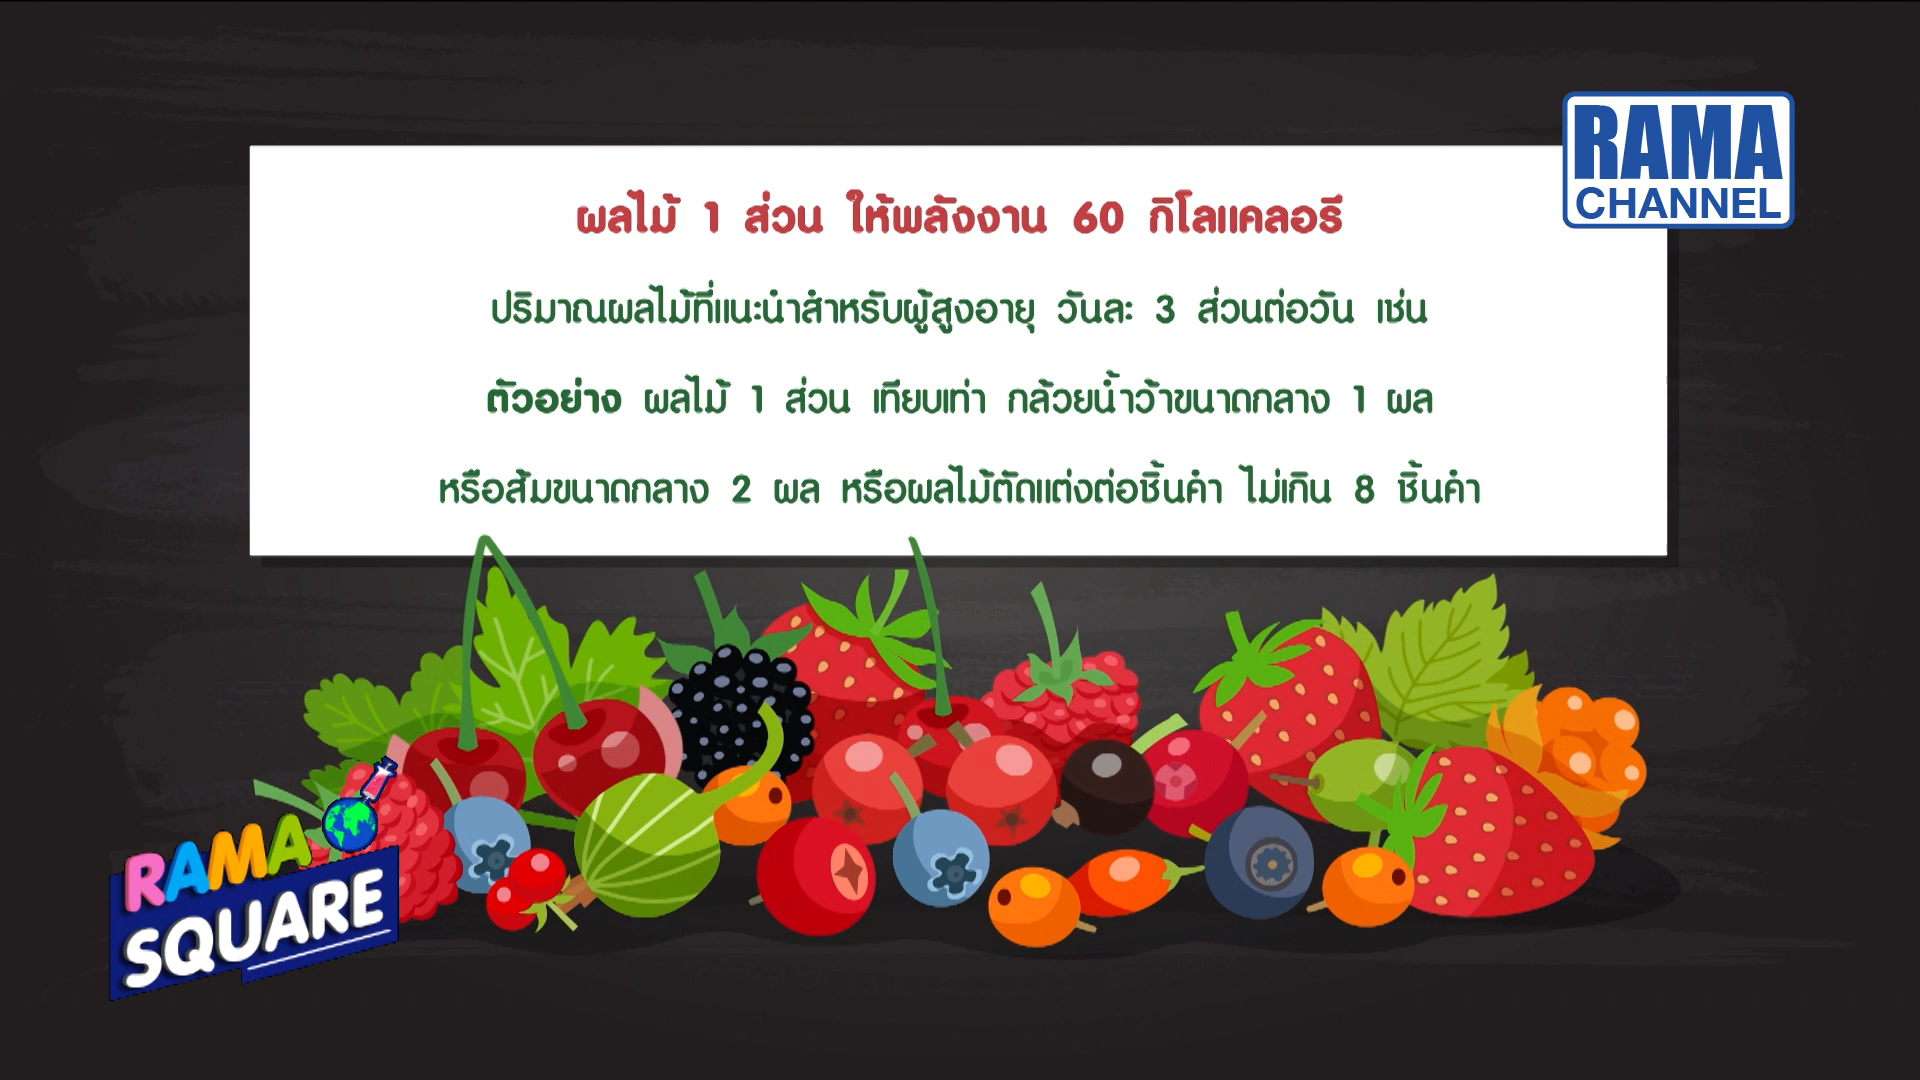 RAMA
CHANNEL
ผลไม้ 1 ส่วน ให้พลังงาน 60 กิโลแคลอรี
ปริมาณผลไม้ที่แนะนำสำหรับผู้สูงอายุ วันละ 3 ส่วนต่อวัน เช่น
ตัวอย่าง ผลไม้ 1 ส่วน เทียบเท่า กล้วยน้ำว้าขนาดกลาง 1 ผล
หรือส้มขนาดกลาง 2 ผล หรือผลไม้ตัดแต่งต่อชิ้นคำ ไม่เกิน 8 ชิ้นคำ
RAMA
SQUARE